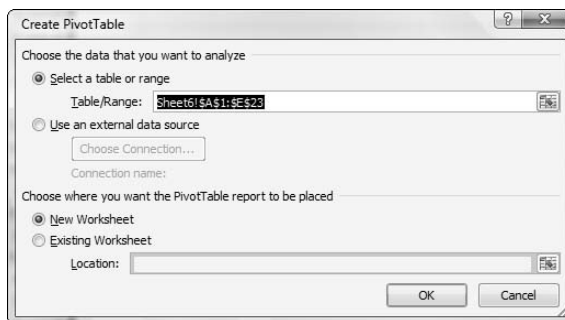 Create PivotTable
Choose the data that you want to analyze
Select a table or range
Table/Range: Sheet6!$A$1:$E$23
Use an external data source
Choose Connection...
Connection name:
Choose where you want the PivotTable report to be placed
New Worksheet
Existing Worksheet
Location:
OK Cancel